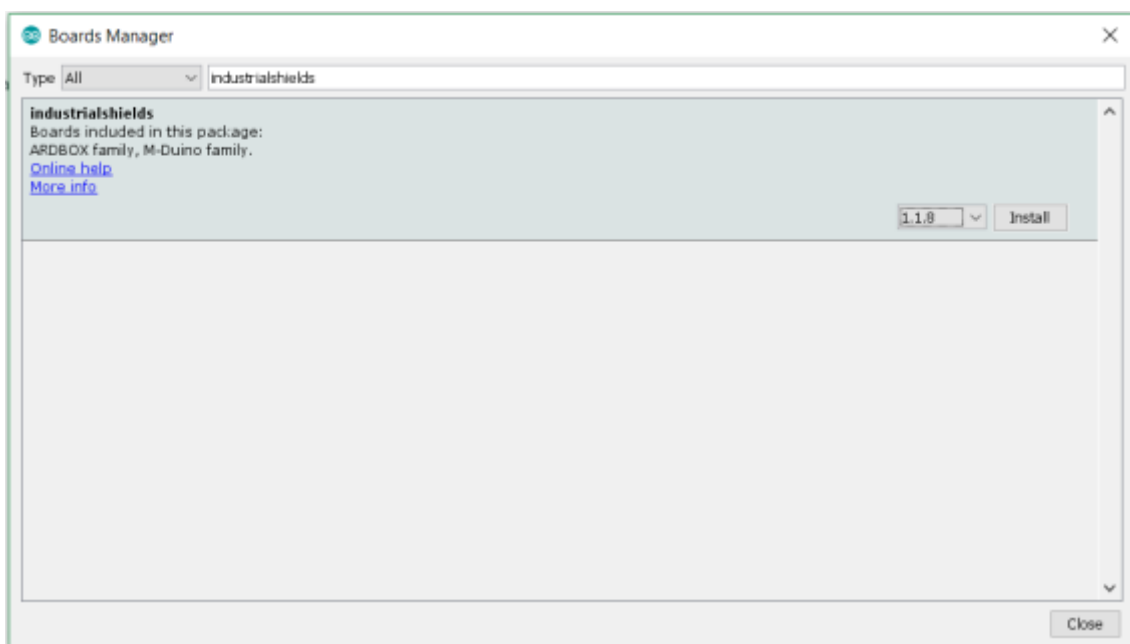 Boards Manager
Type All industrialshields
industrialshields
Boards included in this package:
ARDBOX family, M-Duino family.
Online help
More info
1.1.8 Install
Close